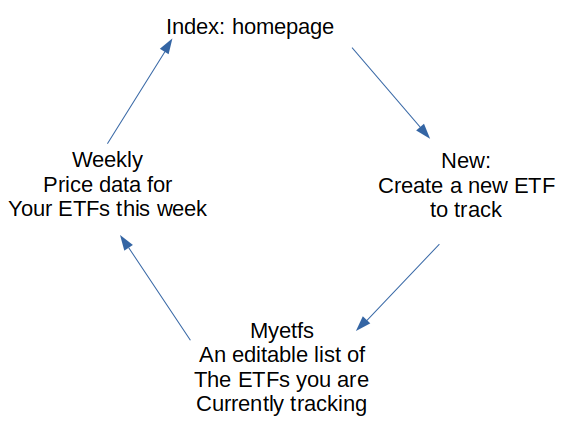 Index: homepage
New:
Create a new ETF
to track
Weekly
Price data for
Your ETFs this week
Myetfs
An editable list of
The ETFs you are
Currently tracking